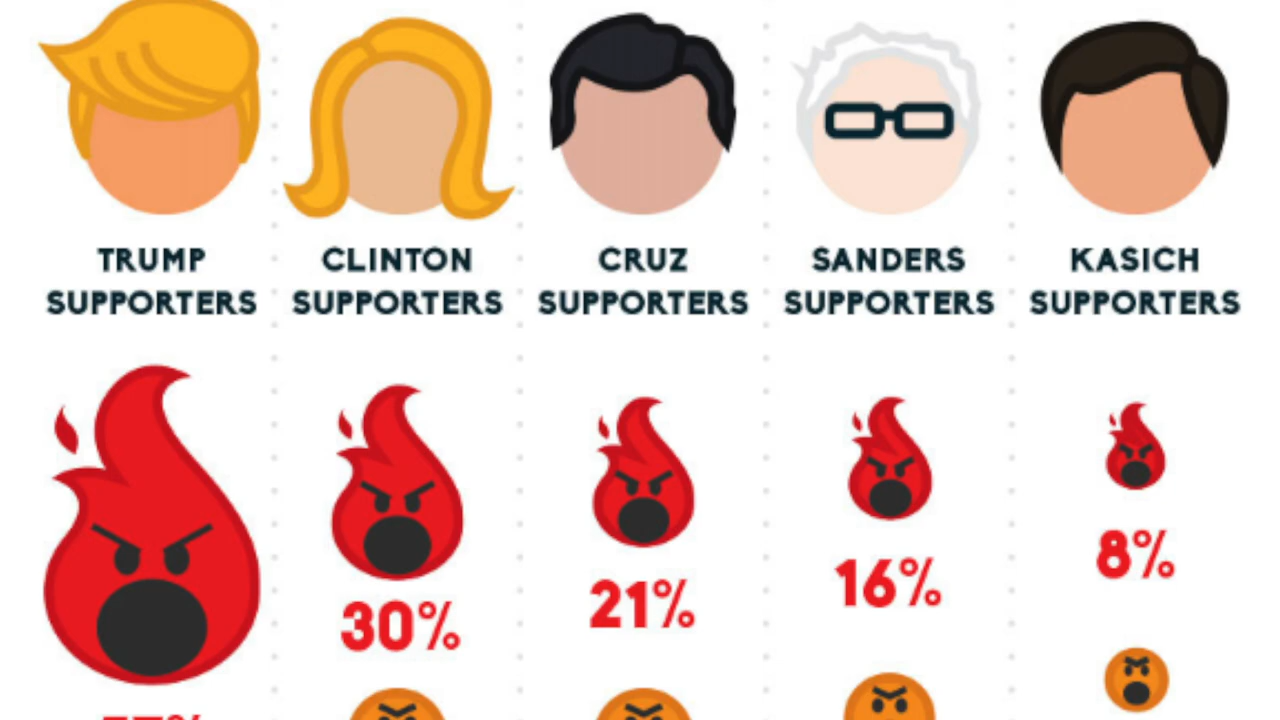 TRUMP
SUPPORTERS
CLINTON
SUPPORTERS
CRUZ
SUPPORTERS
SANDERS
SUPPORTERS
KASICH
SUPPORTERS
30%
21%
16%
8%